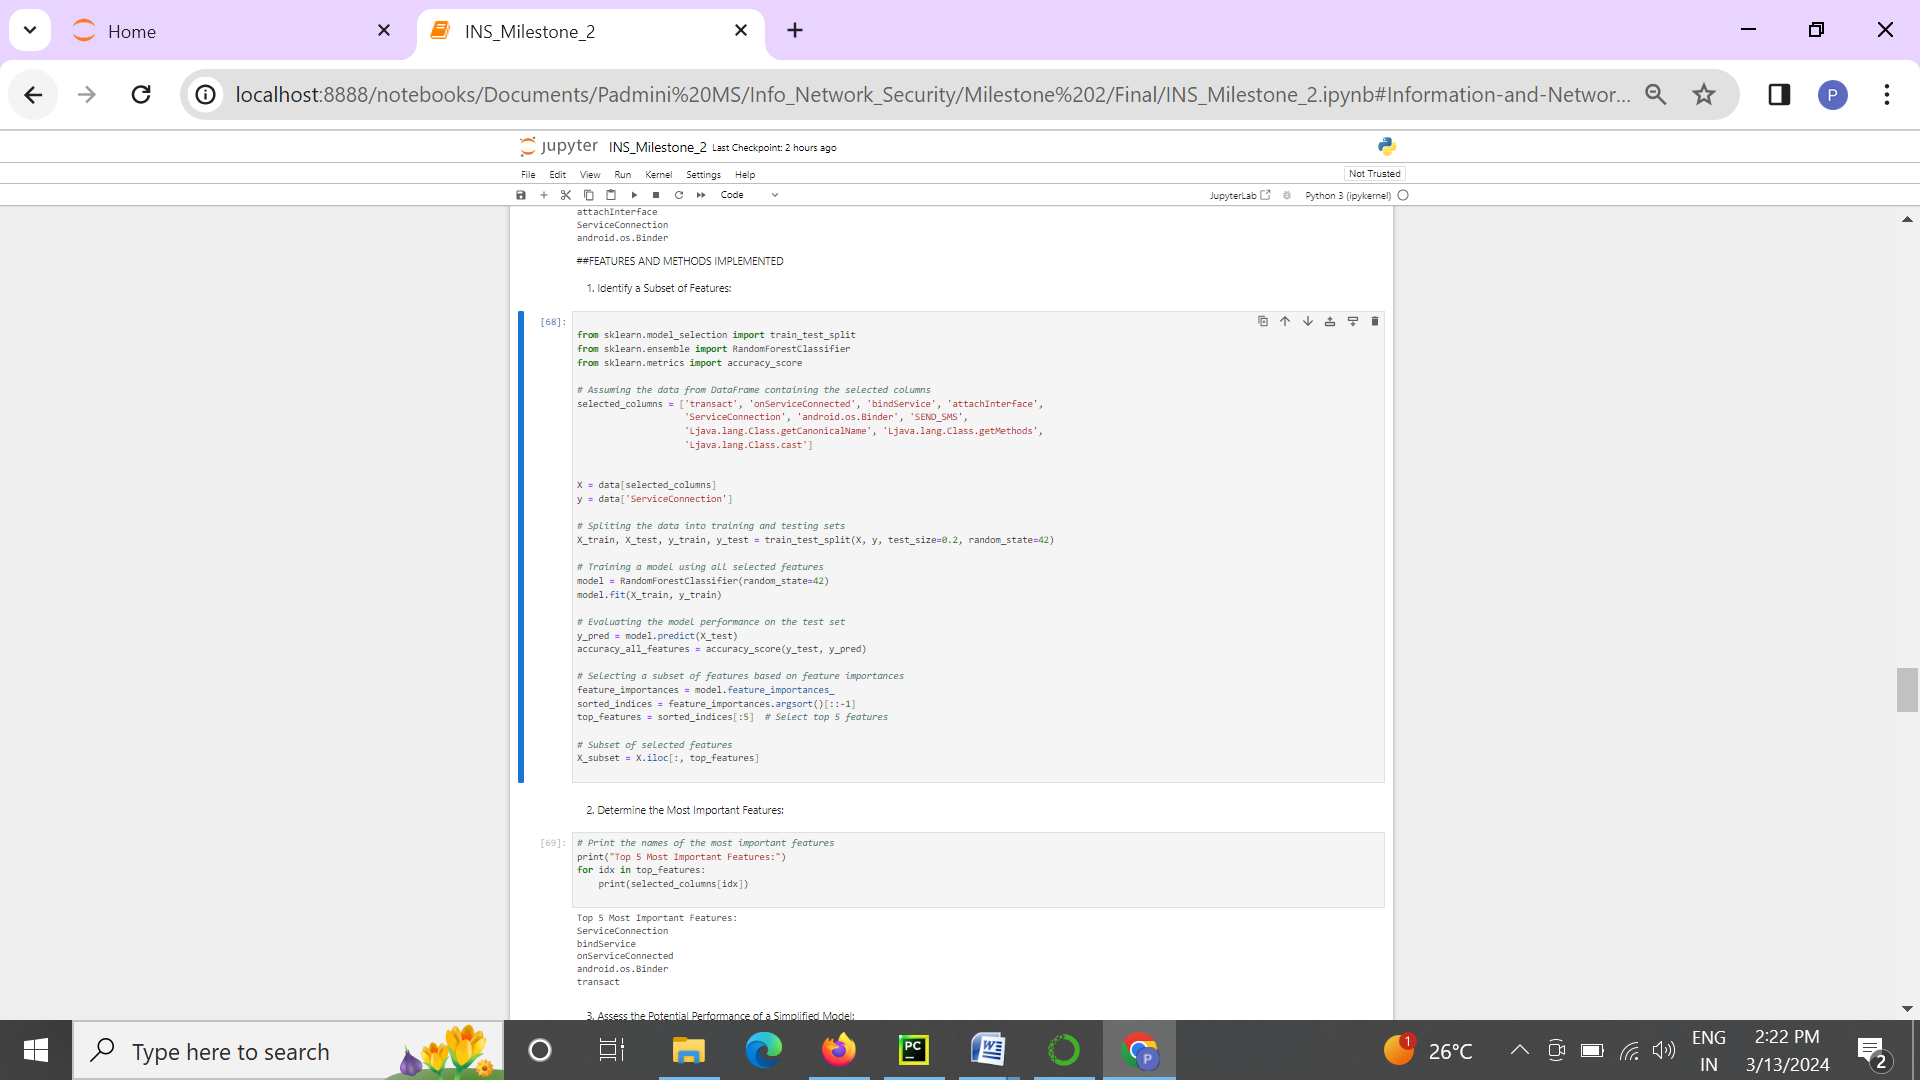 Home
INS_Milestone_2
localhost:8888/notebooks/Documents/Padmini%20MS/Info_Network_Security/Milestone%202/Final/INS_Milestone_2.ipynb#Information-and-Networ...
P
jupyter INS_Milestone_2 Last Checkpoint: 2 hours ago
File Edit View Run Kernel Settings Help
Not Trusted
Code
JupyterLab
Python 3 (ipykernel)
attachInterface
ServiceConnection
android.os.Binder
##FEATURES AND METHODS IMPLEMENTED
1. Identify a Subset of Features:
[68]:
from sklearn.model_selection import train_test_split
from sklearn.ensemble import RandomForestClassifier
from sklearn.metrics import accuracy_score
# Assuming the data from DataFrame containing the selected columns
selected_columns = ['transact', 'onServiceConnected', 'bindService', 'attachInterface',
'ServiceConnection', 'android.os.Binder', 'SEND_SMS',
'Ljava.lang.Class.getCanonicalName', 'Ljava.lang.Class.getMethods',
'Ljava.lang.Class.cast']
X = data[selected_columns]
y = data['ServiceConnection']
# Spliting the data into training and testing sets
X_train, X_test, y_train, y_test = train_test_split(X, y, test_size=0.2, random_state=42)
# Training a model using all selected features
model = RandomForestClassifier(random_state=42)
model.fit(X_train, y_train)
# Evaluating the model performance on the test set
y_pred = model.predict(X_test)
accuracy_all_features = accuracy_score(y_test, y_pred)
# Selecting a subset of features based on feature importances
feature_importances = model.feature_importances_
sorted_indices = feature_importances.argsort()[::-1]
top_features = sorted_indices[:5]  # Select top 5 features
# Subset of selected features
X_subset = X.iloc[:, top_features]
2. Determine the Most Important Features:
[69]:
# Print the names of the most important features
print("Top 5 Most Important Features:")
for idx in top_features:
print(selected_columns[idx])
Top 5 Most Important Features:
ServiceConnection
bindService
onServiceConnected
android.os.Binder
transact
3. Assess the Potential Performance of a Simplified Model:
Type here to search
PC
W
P
1
26°C
ENG
IN
2:22 PM
3/13/2024
2